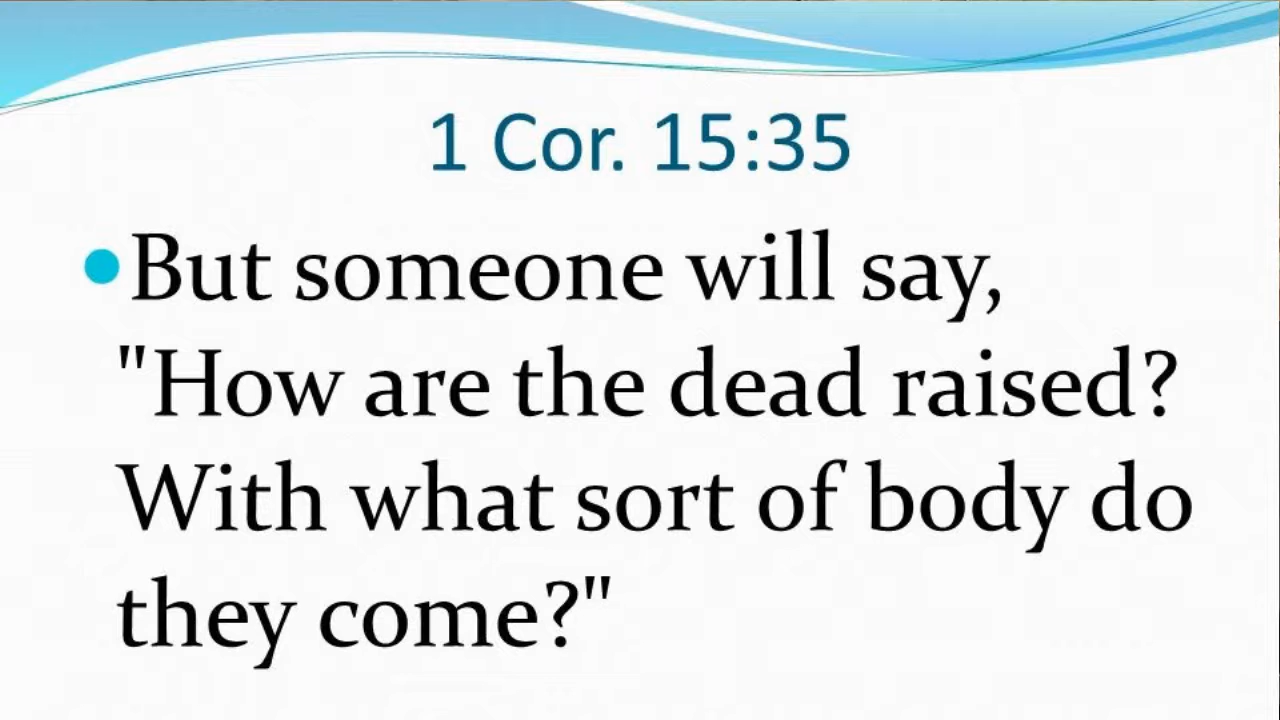 1 Cor. 15:35
•But someone will say,
"How are the dead raised?
With what sort of body do
they come?"